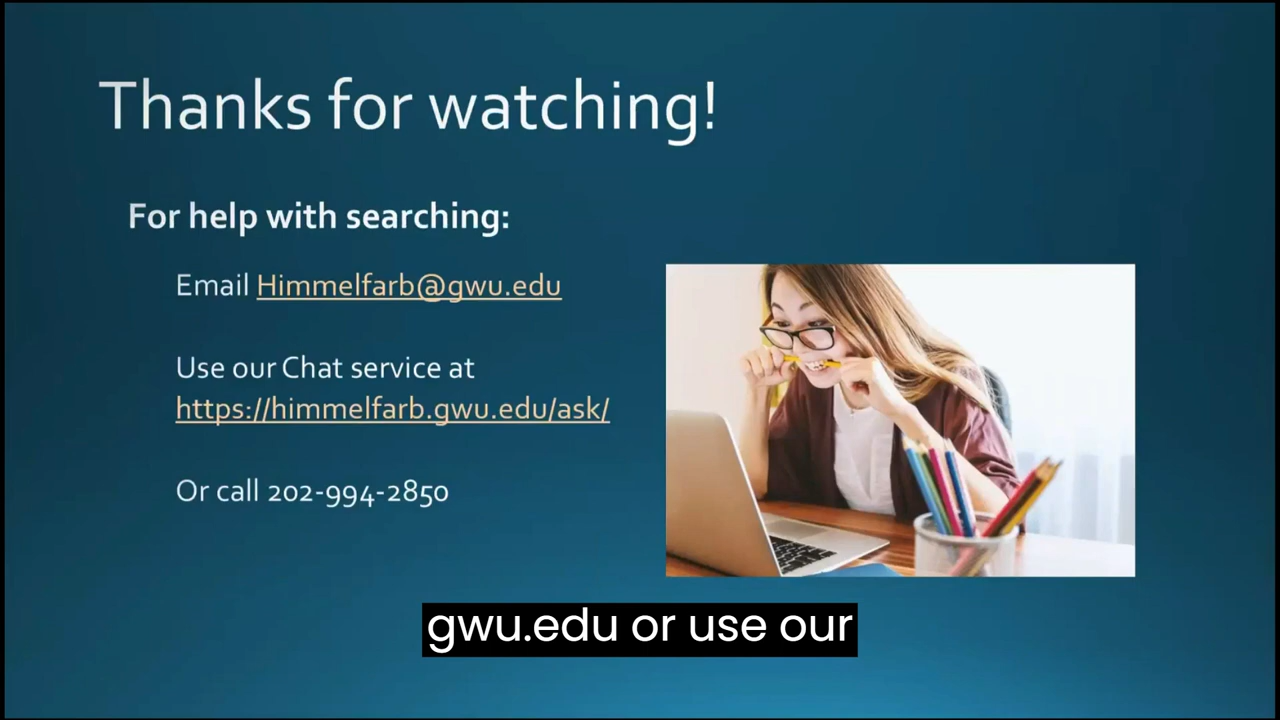 Thanks for watching!
For help with searching:
Email Himmelfarb@gwu.edu
Use our Chat service at
https://himmelfarb.gwu.edu/ask/
Or call 202-994-2850
gwu.edu or use our